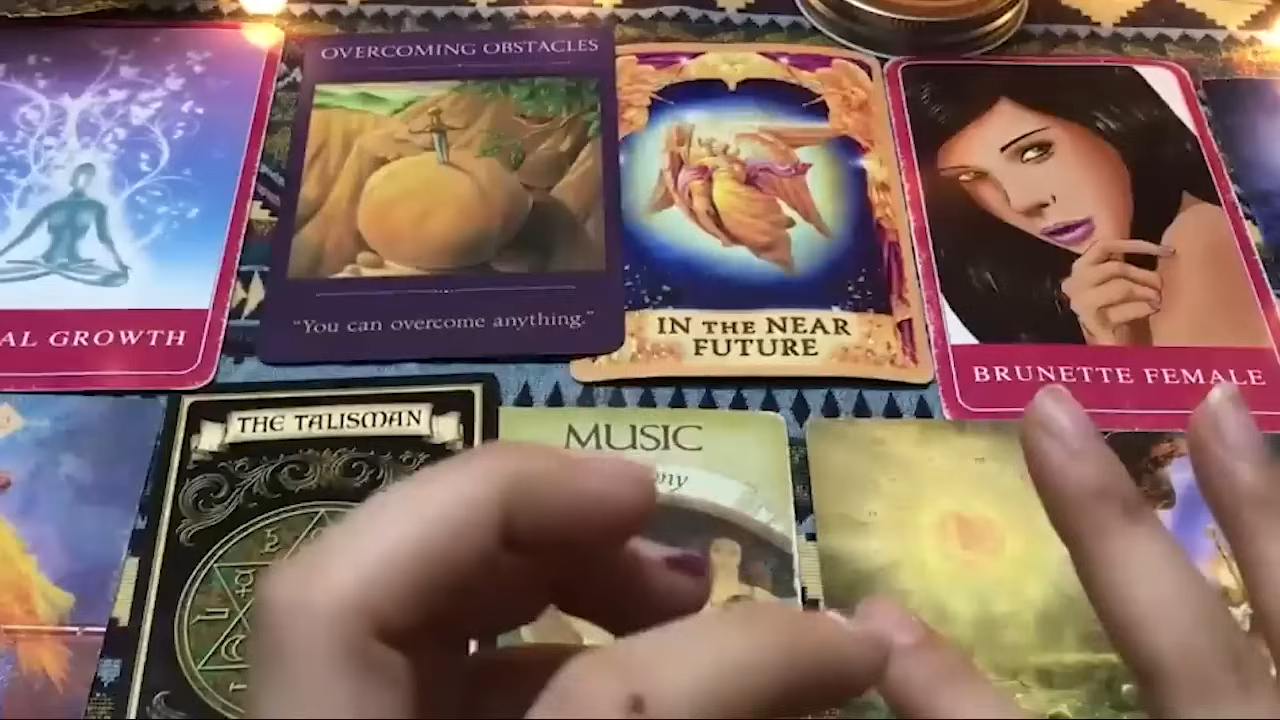 OVERCOMING OBSTACLES
"You can overcome anything."
IN THE NEAR
FUTURE
BRUNETTE FEMALE
AL GROWTH
THE TALISMAN
MUSIC